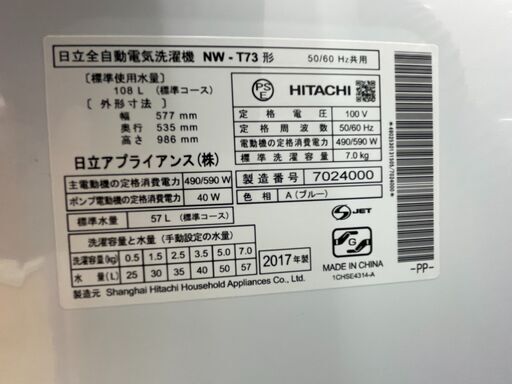 日立全自動電気洗濯機 NW-T73形 50/60 Hz共用
[標準使用水量]
108 L (標準コース)
[外形寸法]
幅 577 mm
奥行 535 mm
高さ 986 mm
日立アプライアンス(株)
PS E HITACHI
定格電圧 100 V
定格周波数 50/60 Hz
電動機の定格消費電力 490/590 W
定格洗濯容量 7.0 kg
主電動機の定格消費電力 490/590 W
ポンプ電動機の定格消費電力 40 W
製造番号 7024000
色相 A (ブルー)
標準水量 57 L (標準コース)
洗濯容量と水量 (手動設定の水量)
洗濯容量(kg) 0.5 1.5 2.5 3.5 5.0 7.0
水量(L) 25 30 35 40 50 57
2017年製
S-JET
MADE IN CHINA
1CHSE4314-A
製造元 Shanghai Hitachi Household Appliances Co.,Ltd.
-PP-